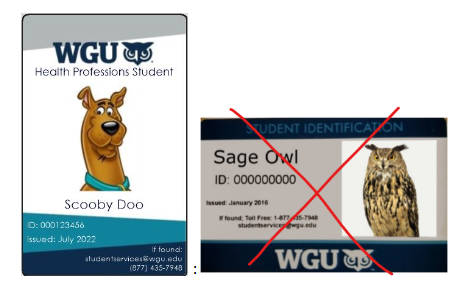 WGU
Health Professions Student
Scooby Doo
ID: 000123456
Issued: July 2022
If found:
studentservices@wgu.edu
(877) 435-7948
:
STUDENT IDENTIFICATION
Sage Owl
ID: 000000000
Issued: January 2016
If found; Toll Free: 1-877-435-7948
studentservices@wgu.edu
WGU